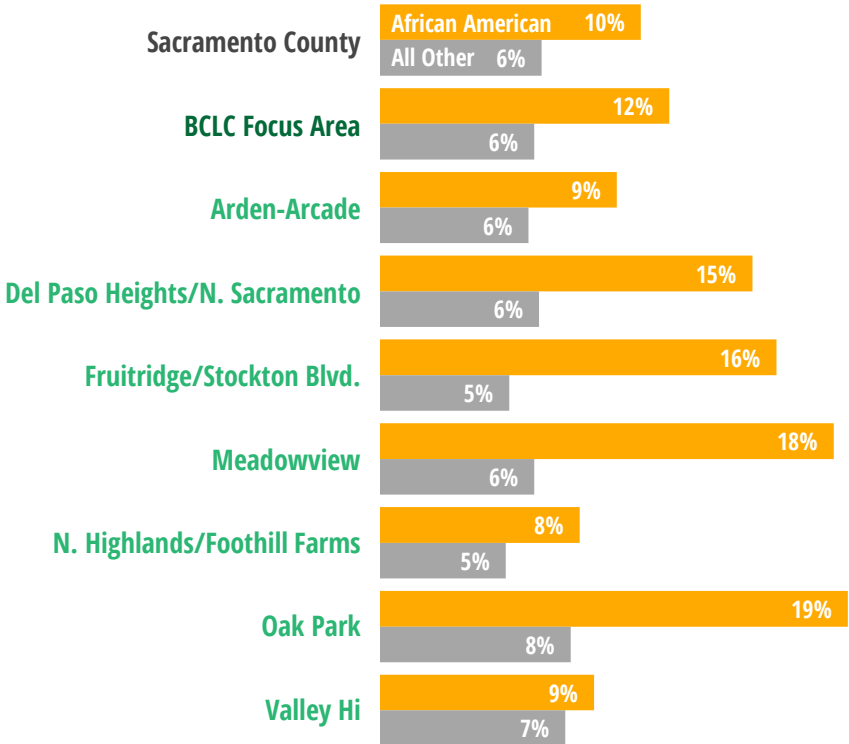 Sacramento County
African American 10%
All Other 6%
BCLC Focus Area
12%
6%
Arden-Arcade
9%
6%
Del Paso Heights/N. Sacramento
15%
6%
Fruitridge/Stockton Blvd.
16%
5%
Meadowview
18%
6%
N. Highlands/Foothill Farms
8%
5%
Oak Park
19%
8%
Valley Hi
9%
7%